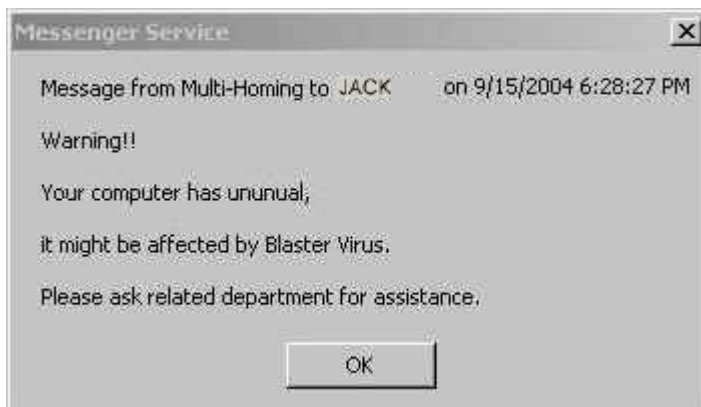 Messenger Service
Message from Multi-Homing to JACK on 9/15/2004 6:28:27 PM
Warning!!
Your computer has ununual,
it might be affected by Blaster Virus.
Please ask related department for assistance.
OK